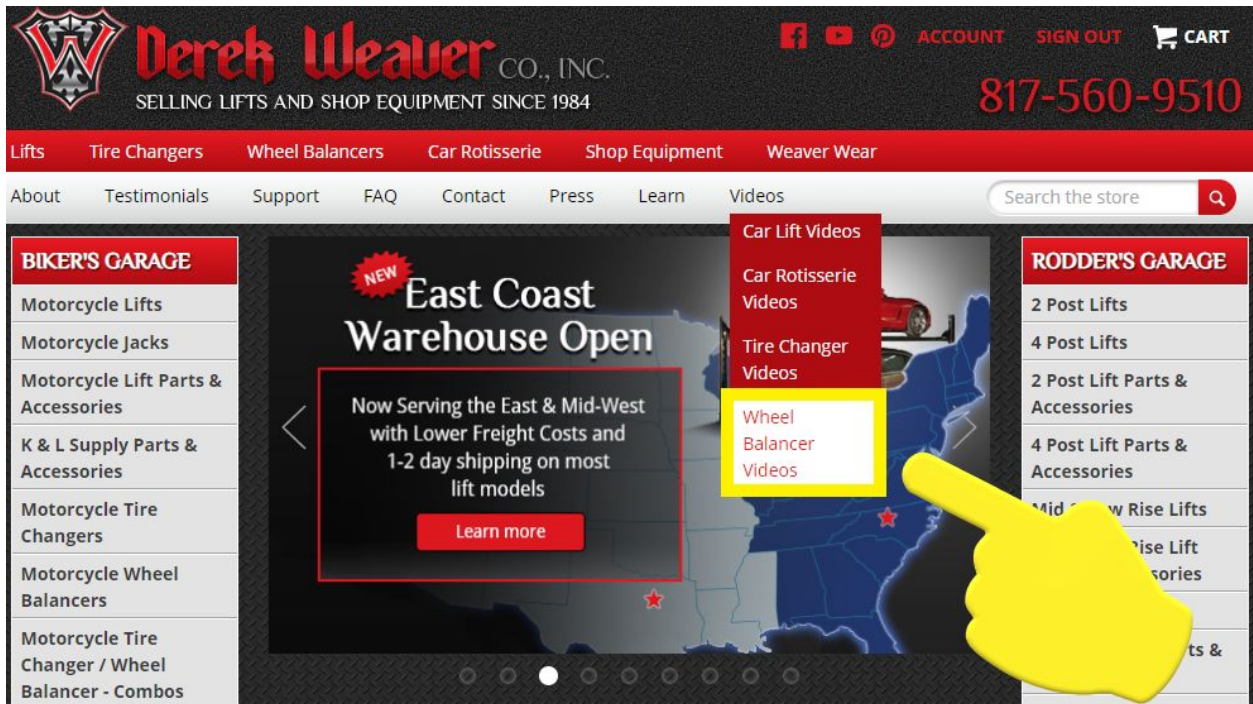 Derek Weaver CO., INC.
SELLING LIFTS AND SHOP EQUIPMENT SINCE 1984
ACCOUNT SIGN OUT CART
817-560-9510
Lifts Tire Changers Wheel Balancers Car Rotisserie Shop Equipment Weaver Wear
About Testimonials Support FAQ Contact Press Learn Videos Search the store
Car Lift Videos
Car Rotisserie
Videos
Tire Changer
Videos
Wheel
Balancer
Videos
BIKER'S GARAGE
Motorcycle Lifts
Motorcycle Jacks
Motorcycle Lift Parts &
Accessories
K & L Supply Parts &
Accessories
Motorcycle Tire
Changers
Motorcycle Wheel
Balancers
Motorcycle Tire
Changer / Wheel
Balancer - Combos
NEW
East Coast
Warehouse Open
Now Serving the East & Mid-West
with Lower Freight Costs and
1-2 day shipping on most
lift models
Learn more
RODDER'S GARAGE
2 Post Lifts
4 Post Lifts
2 Post Lift Parts &
Accessories
4 Post Lift Parts &
Accessories
Mid Rise Lifts
Rise Lift